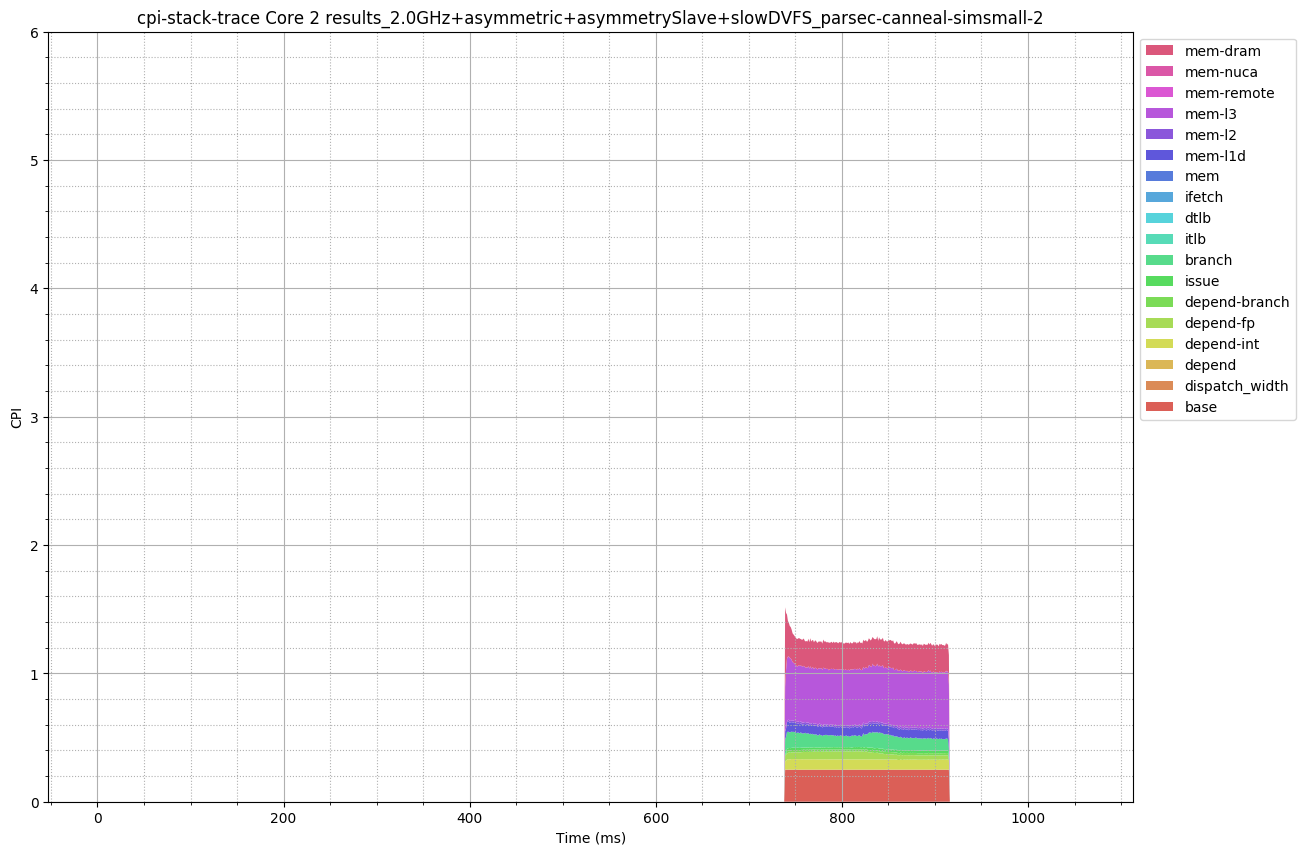 cpi-stack-trace Core 2 results_2.0GHz+asymmetric+asymmetrySlave+slowDVFS_parsec-canneal-simsmall-2
6
5
4
3
2
1
0
CPI
0 200 400 600 800 1000
Time (ms)
mem-dram
mem-nuca
mem-remote
mem-l3
mem-l2
mem-l1d
mem
ifetch
dtlb
itlb
branch
issue
depend-branch
depend-fp
depend-int
depend
dispatch_width
base